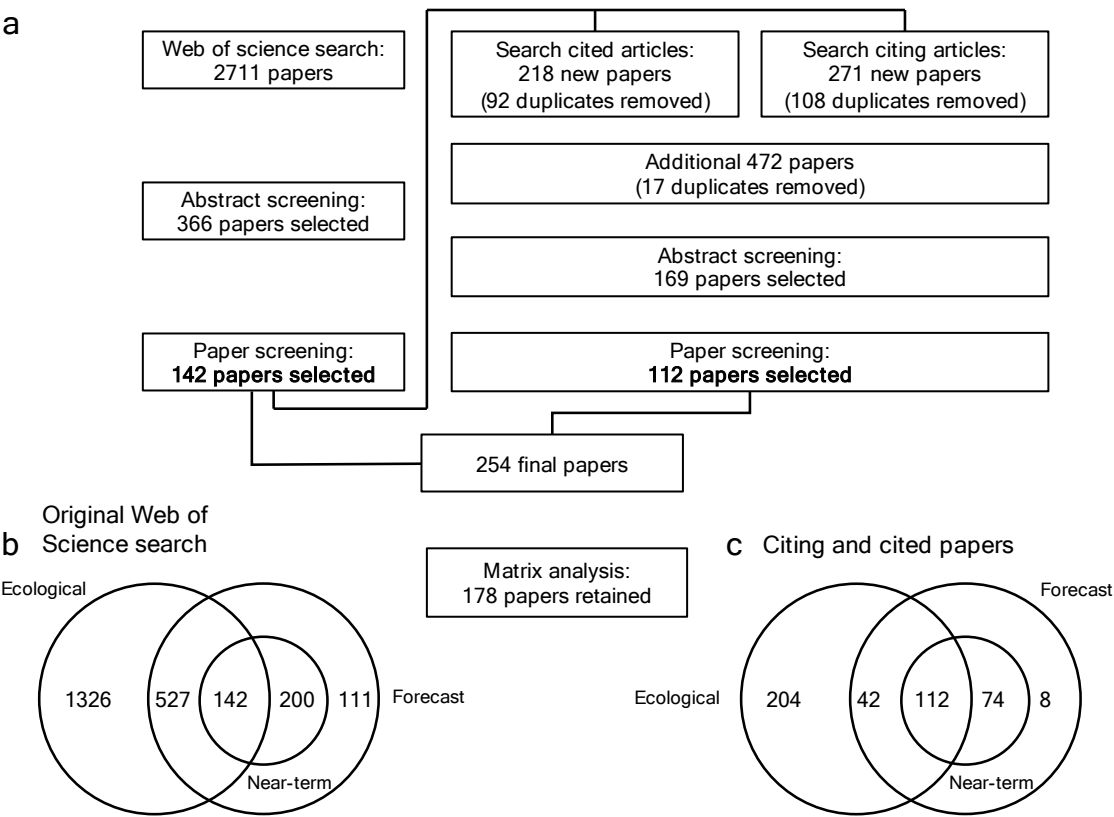 a
Web of science search:
2711 papers
Search cited articles:
218 new papers
(92 duplicates removed)
Search citing articles:
271 new papers
(108 duplicates removed)
Additional 472 papers
(17 duplicates removed)
Abstract screening:
366 papers selected
Abstract screening:
169 papers selected
Paper screening:
142 papers selected
Paper screening:
112 papers selected
254 final papers
Matrix analysis:
178 papers retained
b
Original Web of
Science search
Ecological
1326
527
142
200
111
Forecast
Near-term
c
Citing and cited papers
Forecast
Ecological
204
42
112
74
8
Near-term